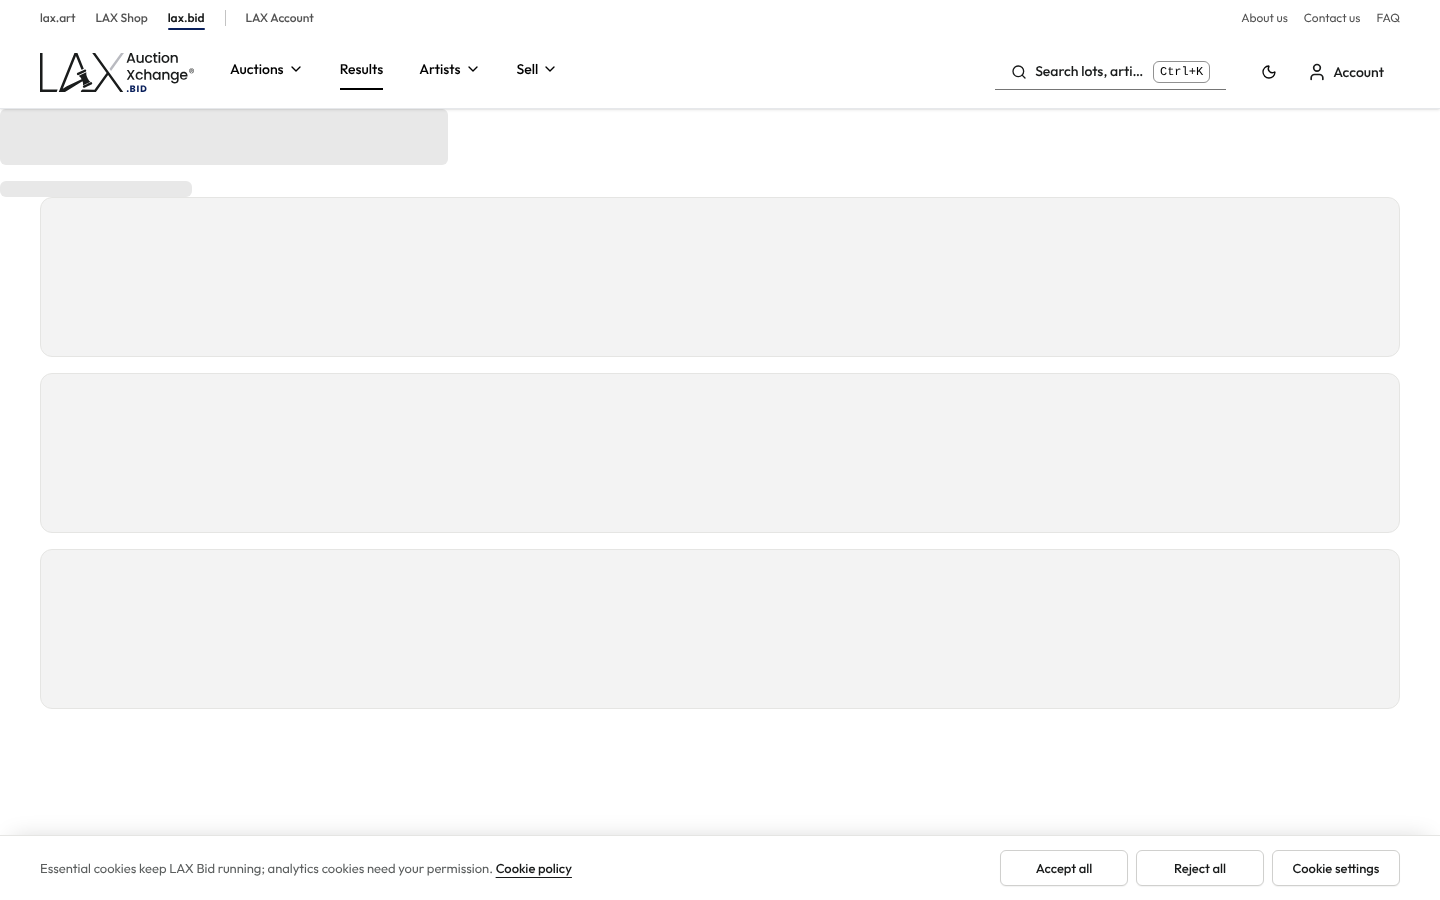 lax.art LAX Shop lax.bid LAX Account About us Contact us FAQ
LAX Auction Xchange® .BID
Auctions Results Artists Sell Search lots, arti... Ctrl+K Account
Essential cookies keep LAX Bid running; analytics cookies need your permission. Cookie policy Accept all Reject all Cookie settings